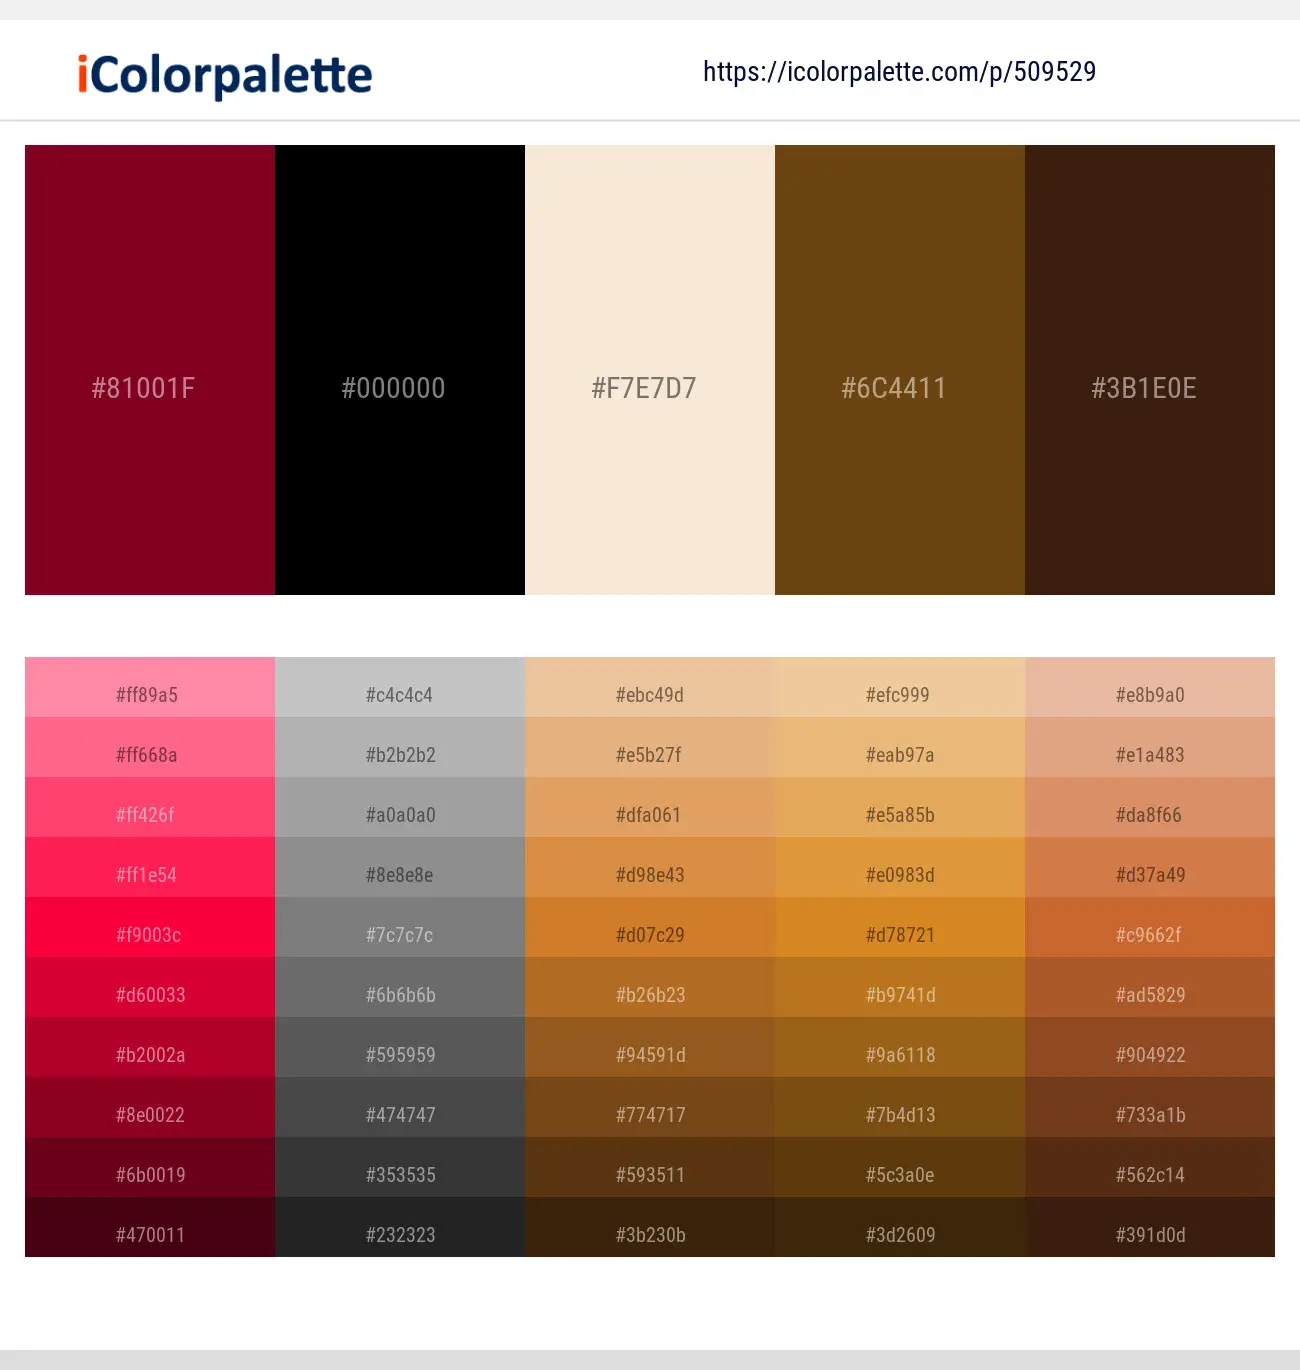 iColorpalette
https://icolorpalette.com/p/509529
#81001F #000000 #F7E7D7 #6C4411 #3B1E0E
#ff89a5 #c4c4c4 #ebc49d #efc999 #e8b9a0
#ff668a #b2b2b2 #e5b27f #eab97a #e1a483
#ff426f #a0a0a0 #dfa061 #e5a85b #da8f66
#ff1e54 #8e8e8e #d98e43 #e0983d #d37a49
#f9003c #7c7c7c #d07c29 #d78721 #c9662f
#d60033 #6b6b6b #b26b23 #b9741d #ad5829
#b2002a #595959 #94591d #9a6118 #904922
#8e0022 #474747 #774717 #7b4d13 #733a1b
#6b0019 #353535 #593511 #5c3a0e #562c14
#470011 #232323 #3b230b #3d2609 #391d0d